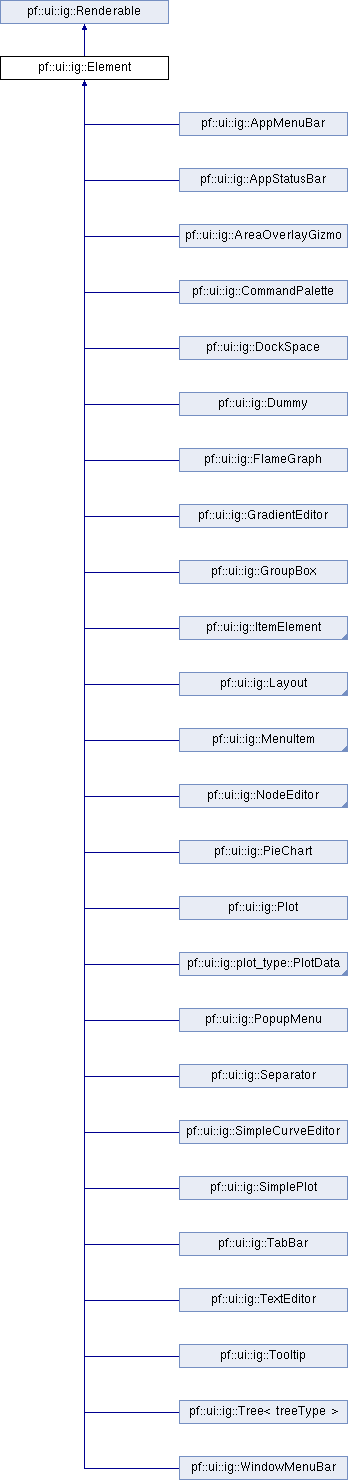 pf::ui::ig::Renderable
pf::ui::ig::Element
pf::ui::ig::AppMenuBar
pf::ui::ig::AppStatusBar
pf::ui::ig::AreaOverlayGizmo
pf::ui::ig::CommandPalette
pf::ui::ig::DockSpace
pf::ui::ig::Dummy
pf::ui::ig::FlameGraph
pf::ui::ig::GradientEditor
pf::ui::ig::GroupBox
pf::ui::ig::ItemElement
pf::ui::ig::Layout
pf::ui::ig::MenuItem
pf::ui::ig::NodeEditor
pf::ui::ig::PieChart
pf::ui::ig::Plot
pf::ui::ig::plot_type::PlotData
pf::ui::ig::PopupMenu
pf::ui::ig::Separator
pf::ui::ig::SimpleCurveEditor
pf::ui::ig::SimplePlot
pf::ui::ig::TabBar
pf::ui::ig::TextEditor
pf::ui::ig::Tooltip
pf::ui::ig::Tree< treeType >
pf::ui::ig::WindowMenuBar